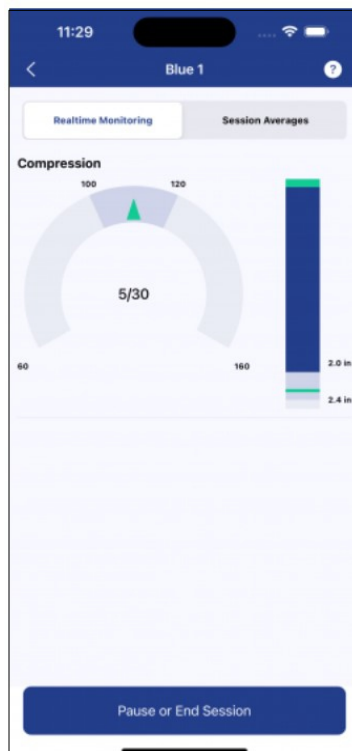 11:29
Blue 1
?
Realtime Monitoring Session Averages
Compression
100 120
5/30
60 160
2.0 in
2.4 in
Pause or End Session